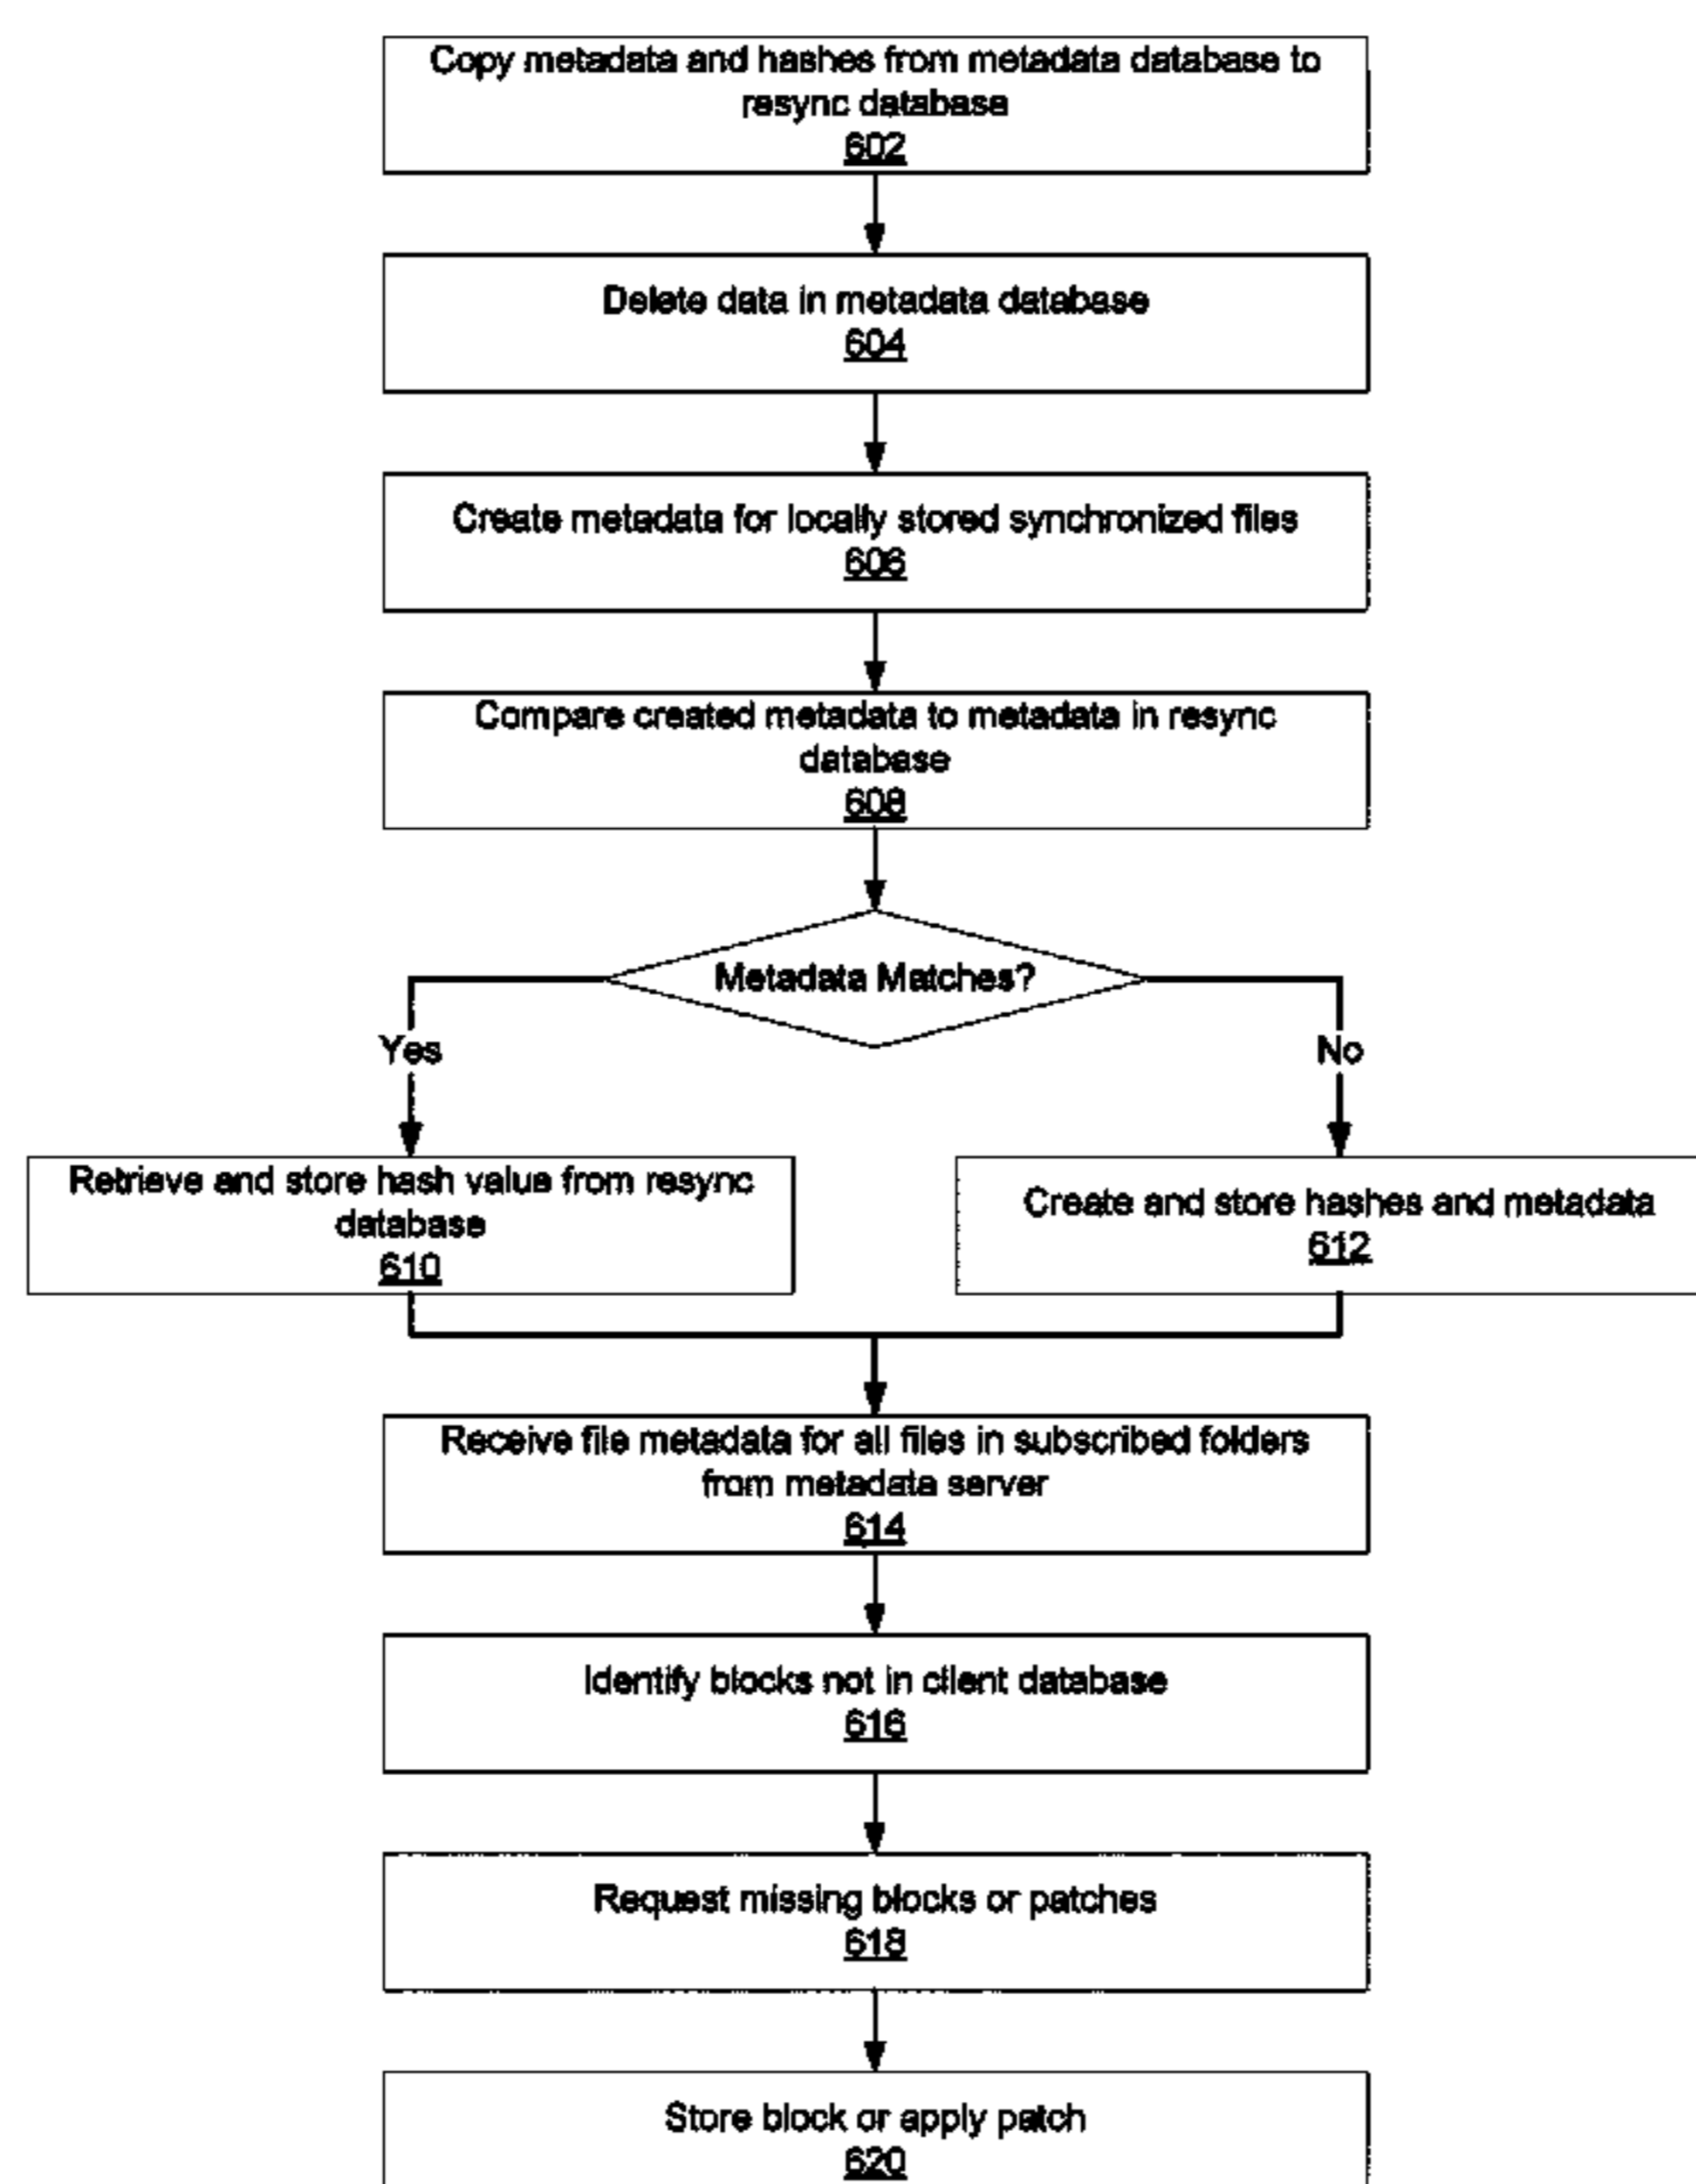 Copy metadata and hashes from metadata database to
resync database
602
Delete data in metadata database
604
Create metadata for locally stored synchronized files
606
Compare created metadata to metadata in resync
database
608
Metadata Matches?
Yes
No
Retrieve and store hash value from resync
database
610
Create and store hashes and metadata
612
Receive file metadata for all files in subscribed folders
from metadata server
614
Identify blocks not in client database
616
Request missing blocks or patches
618
Store block or apply patch
620